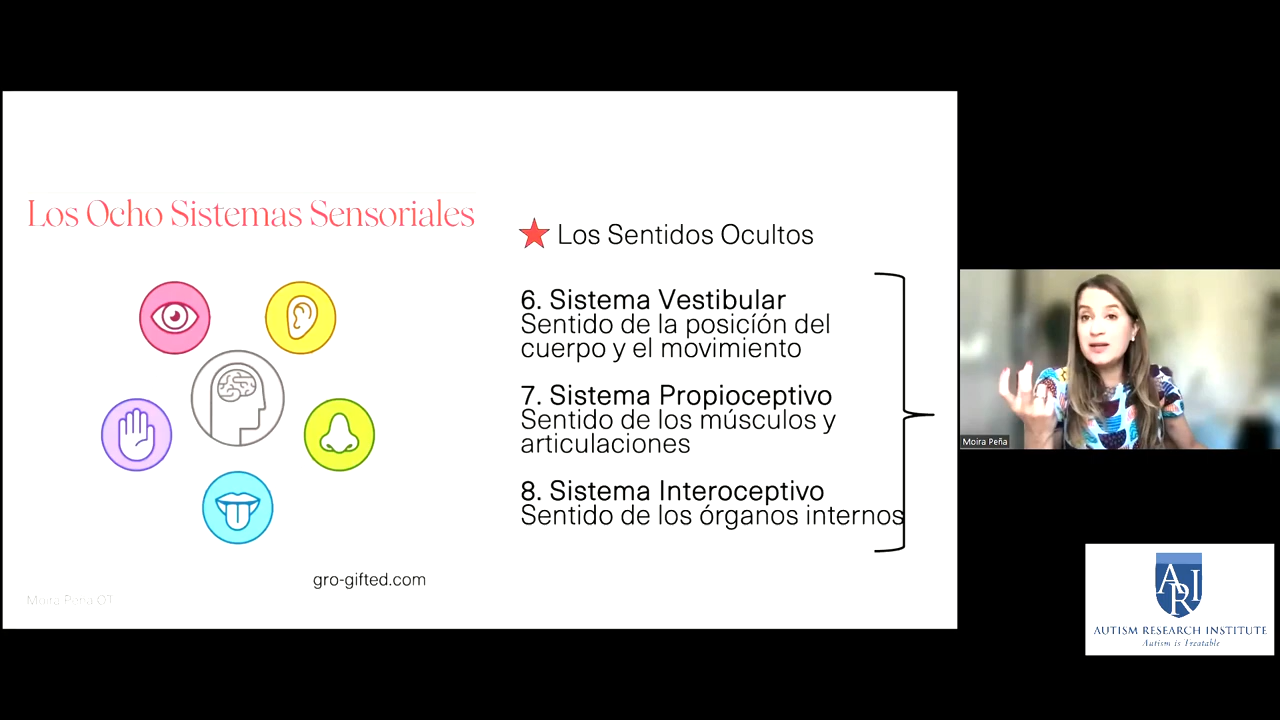 Los Ocho Sistemas Sensoriales
Los Sentidos Ocultos
6. Sistema Vestibular
Sentido de la posicíón del
cuerpo y el movimiento
7. Sistema Propioceptivo
Sentido de los músculos y
articulaciones
8. Sistema Interoceptivo
Sentido de los órganos internos
gro-gifted.com
Moira Peña OT
Moira Peña
ARI
AUTISM RESEARCH INSTITUTE
Autism is Treatable